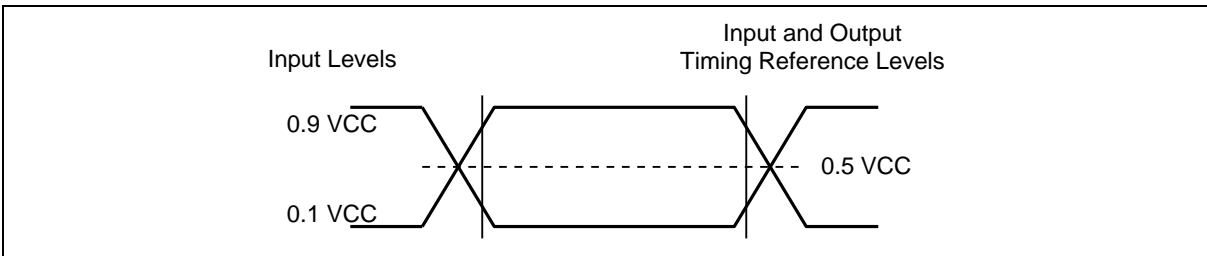 Input and Output
Input Levels
Timing Reference Levels
0.9 VCC
0.5 VCC
0.1 VCC